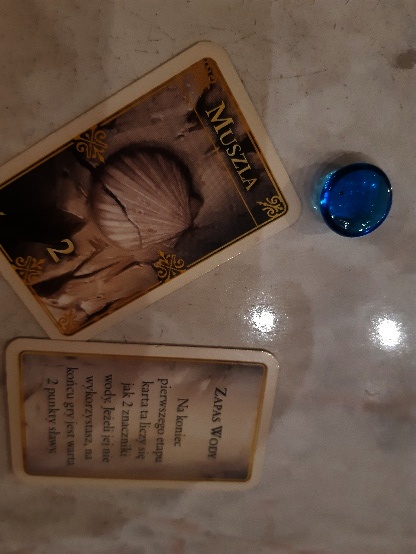 MUSZLA
2
ZAPAS WODY
Na koniec
pierwszego etapu
karta ta liczy się
jak 2 znaczniki
wody. Jeżeli jej nie
wykorzystasz, na
końcu gry jest warta
2 punkty sławy.